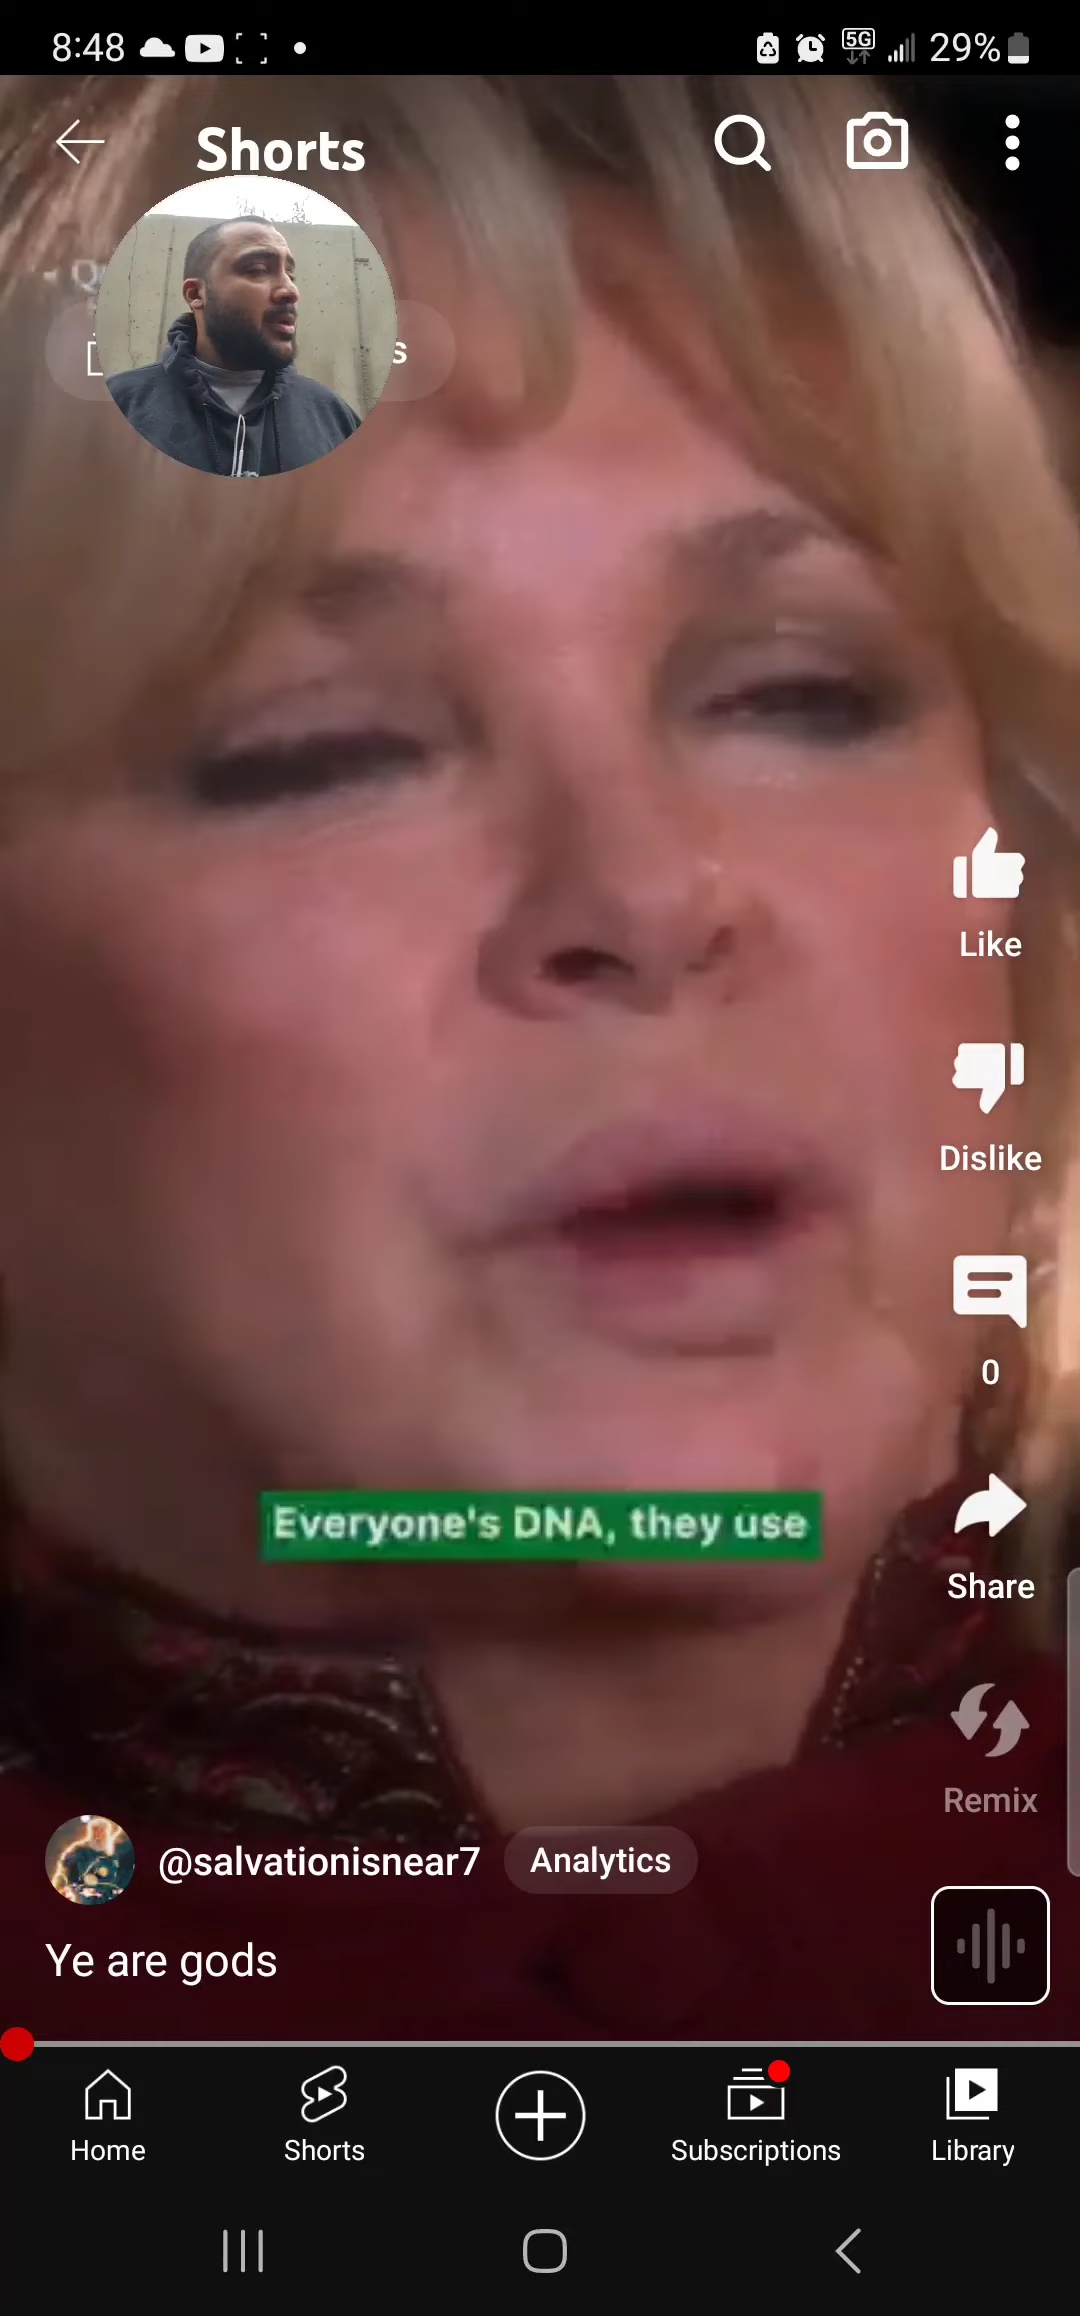 8:48
5G
29%
Shorts
Q
s
Like
Dislike
0
Everyone's DNA, they use
Share
Remix
@salvationisnear7
Analytics
Ye are gods
Home
Shorts
Subscriptions
Library